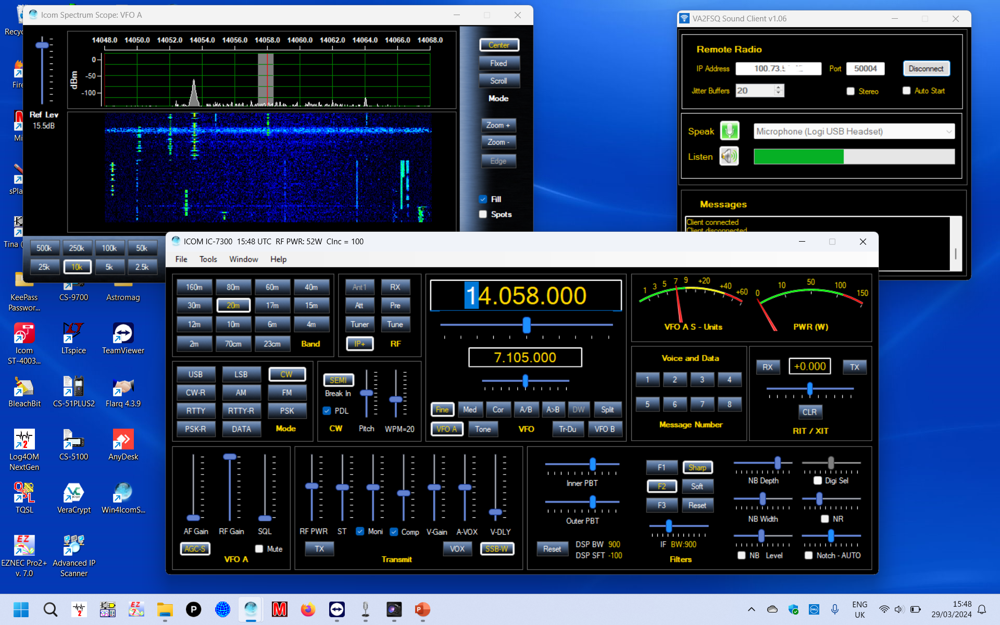 Icom Spectrum Scope: VFO A
14048.0 14050.0 14052.0 14054.0 14056.0 14058.0 14060.0 14062.0 14064.0 14066.0 14068.0
0
-50
-100
dBm
Ref Lev
15.5dB
Center
FIxed
Scroll
Mode
Zoom +
Zoom -
Edge
Fill
Spots
500k 250k 100k 50k
25k 10k 5k 2.5k
VA2FSQ Sound Client v1.06
Remote Radio
IP Address 100.73. Port 50004 Disconnect
Jitter Buffers 20 Stereo Auto Start
Speak Microphone (Logi USB Headset)
Listen
Messages
Client connected
Client disconnected
ICOM IC-7300 15:48 UTC RF PWR: 52W CInc = 100
File Tools Window Help
160m 80m 60m 40m
30m 20m 17m 15m
12m 10m 6m 4m
2m 70cm 23cm Band
Ant1 RX
Att Pre
Tuner Tune
IP+ RF
14.058.000
7.105.000
Fine Med Cor A/B A>B DW Split
VFO A Tone VFO Tr-Du VFO B
1 3 5 7 9 +20 +40 +60
VFO A S - Units
0 10 50 100 150
PWR (W)
USB LSB CW
CW-R AM FM
RTTY RTTY-R PSK
PSK-R DATA Mode
SEMI
Break In
PDL
CW Pitch WPM=20
Voice and Data
1 2 3 4
5 6 7 8
Message Number
RX +0.000 TX
CLR
RIT / XIT
AF Gain RF Gain SQL
AGC-S Mute
VFO A
RF PWR ST Moni Comp V-Gain A-VOX V-DLY
TX VOX SSB-W
Transmit
Inner PBT
Outer PBT
Reset DSP BW 900
DSP SFT -100
F1 Sharp
F2 Soft
F3 Reset
IF BW:900
Filters
NB Depth Digi Sel
NB Width NR
NB Level Notch - AUTO
Recyc
Fire
Mi
sPla
Tina (
KeePass
Passwor...
CS-9700
Astromag
Icom
ST-4003...
LTspice
TeamViewer
BleachBit
CS-51PLUS2
Flarq 4.3.9
Log4OM
NextGen
CS-5100
AnyDesk
TQSL
VeraCrypt
Win4IcomS...
EZ
EZNEC Pro2+
v. 7.0
Advanced IP
Scanner
ENG
UK
15:48
29/03/2024